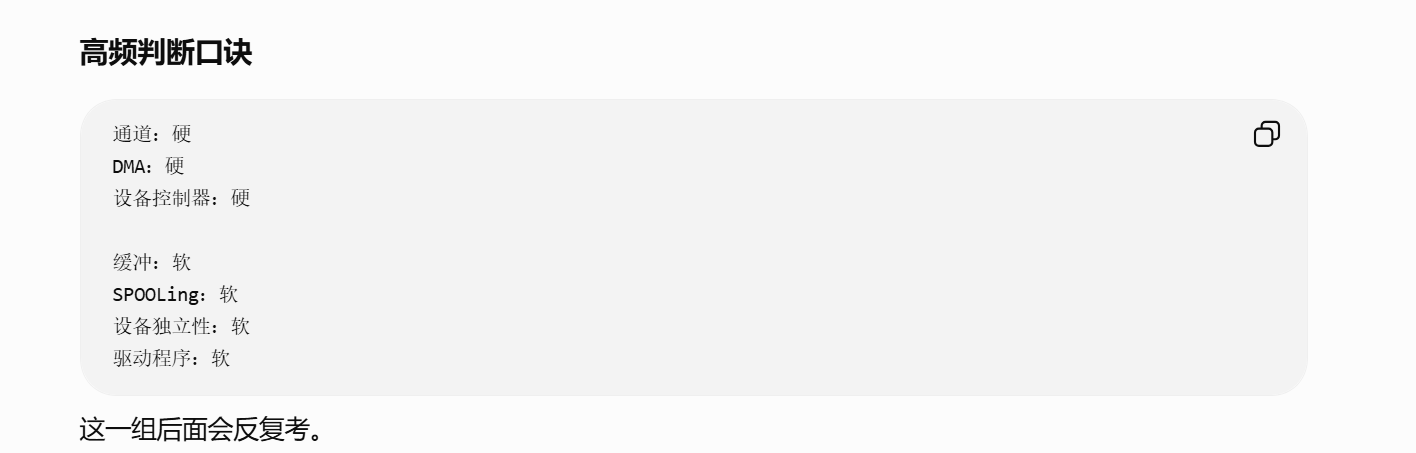 高频判断口诀
通道：硬
DMA：硬
设备控制器：硬
缓冲：软
SPOOLing：软
设备独立性：软
驱动程序：软
这一组后面会反复考。